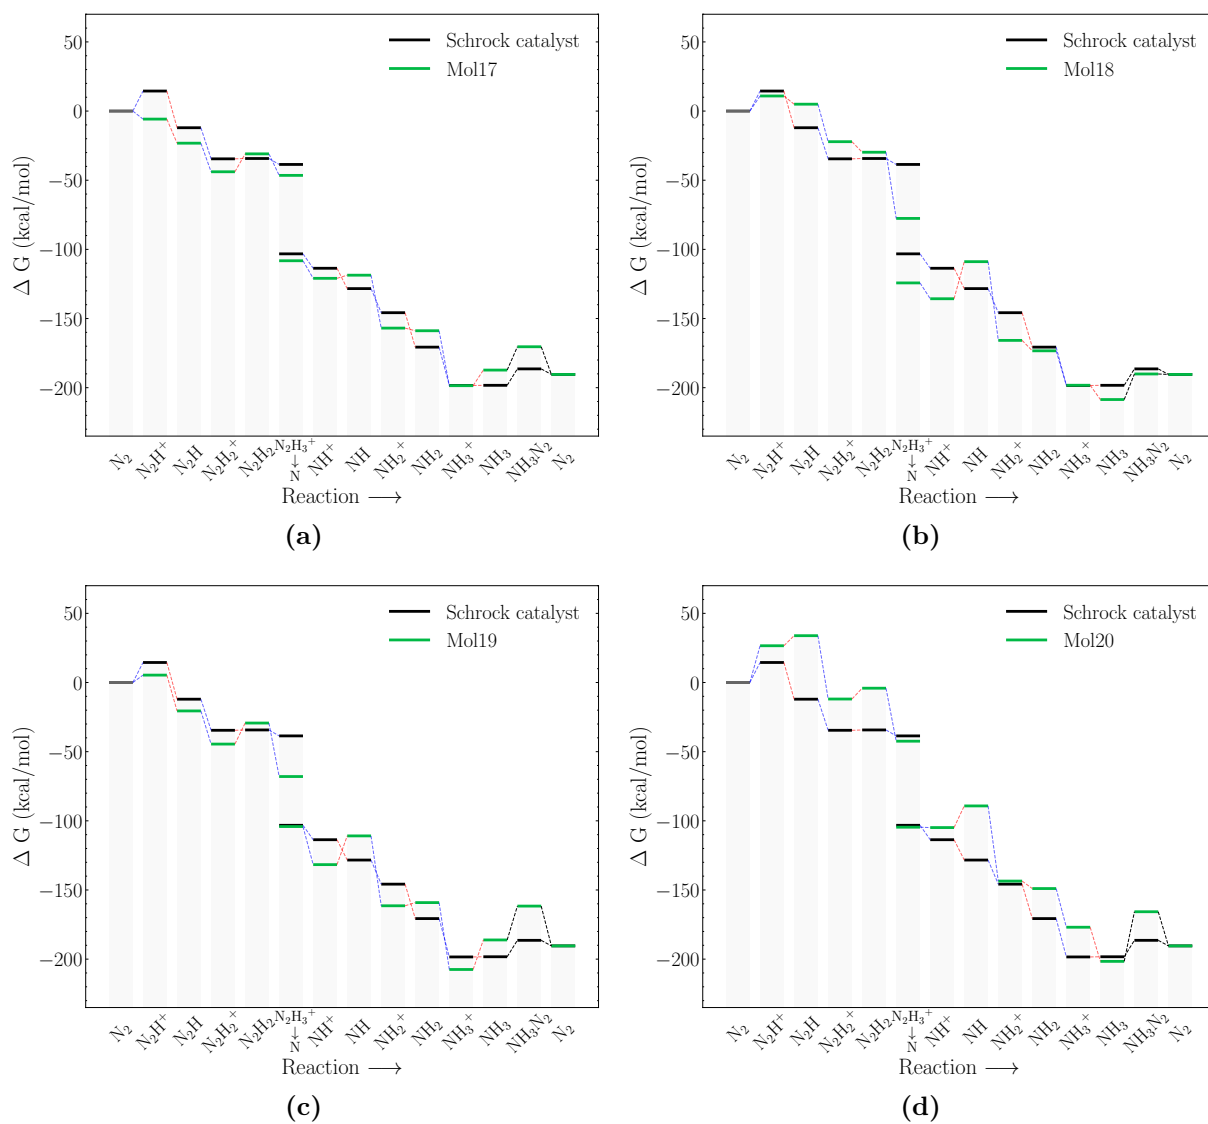 Schrock catalyst
Mol17
Δ G (kcal/mol)
50
0
−50
−100
−150
−200
N₂ N₂H⁺ N₂H N₂H₂⁺ N₂H₂ N₂H₃⁺ ↓ N NH⁺ NH NH₂⁺ NH₂ NH₃⁺ NH₃ NH₃N₂ N₂
Reaction ⟶
(a)
Schrock catalyst
Mol18
Δ G (kcal/mol)
50
0
−50
−100
−150
−200
N₂ N₂H⁺ N₂H N₂H₂⁺ N₂H₂ N₂H₃⁺ ↓ N NH⁺ NH NH₂⁺ NH₂ NH₃⁺ NH₃ NH₃N₂ N₂
Reaction ⟶
(b)
Schrock catalyst
Mol19
Δ G (kcal/mol)
50
0
−50
−100
−150
−200
N₂ N₂H⁺ N₂H N₂H₂⁺ N₂H₂ N₂H₃⁺ ↓ N NH⁺ NH NH₂⁺ NH₂ NH₃⁺ NH₃ NH₃N₂ N₂
Reaction ⟶
(c)
Schrock catalyst
Mol20
Δ G (kcal/mol)
50
0
−50
−100
−150
−200
N₂ N₂H⁺ N₂H N₂H₂⁺ N₂H₂ N₂H₃⁺ ↓ N NH⁺ NH NH₂⁺ NH₂ NH₃⁺ NH₃ NH₃N₂ N₂
Reaction ⟶
(d)